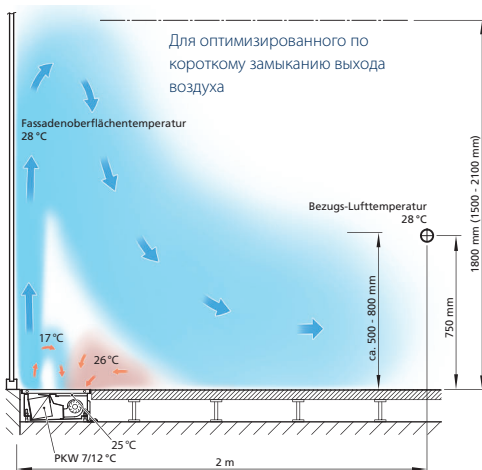 Для оптимизированного по
короткому замыканию выхода
воздуха
Fassadenoberflächentemperatur
28 °C
Bezugs-Lufttemperatur
28 °C
1800 mm (1500 - 2100 mm)
ca. 500 - 800 mm
750 mm
17 °C
26 °C
25 °C
PKW 7/12 °C
2 m